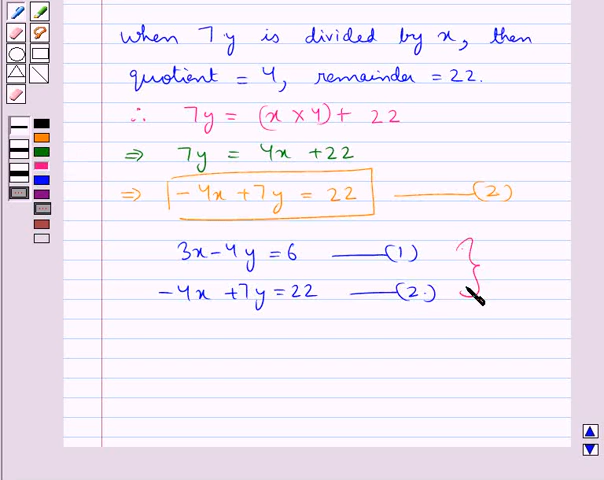 when 7y is divided by x, then
quotient = 4, remainder = 22.
∴ 7y = (x × 4) + 22
⇒ 7y = 4x + 22
⇒ -4x + 7y = 22 ——— (2)
3x - 4y = 6 ——— (1)
-4x + 7y = 22 ——— (2)